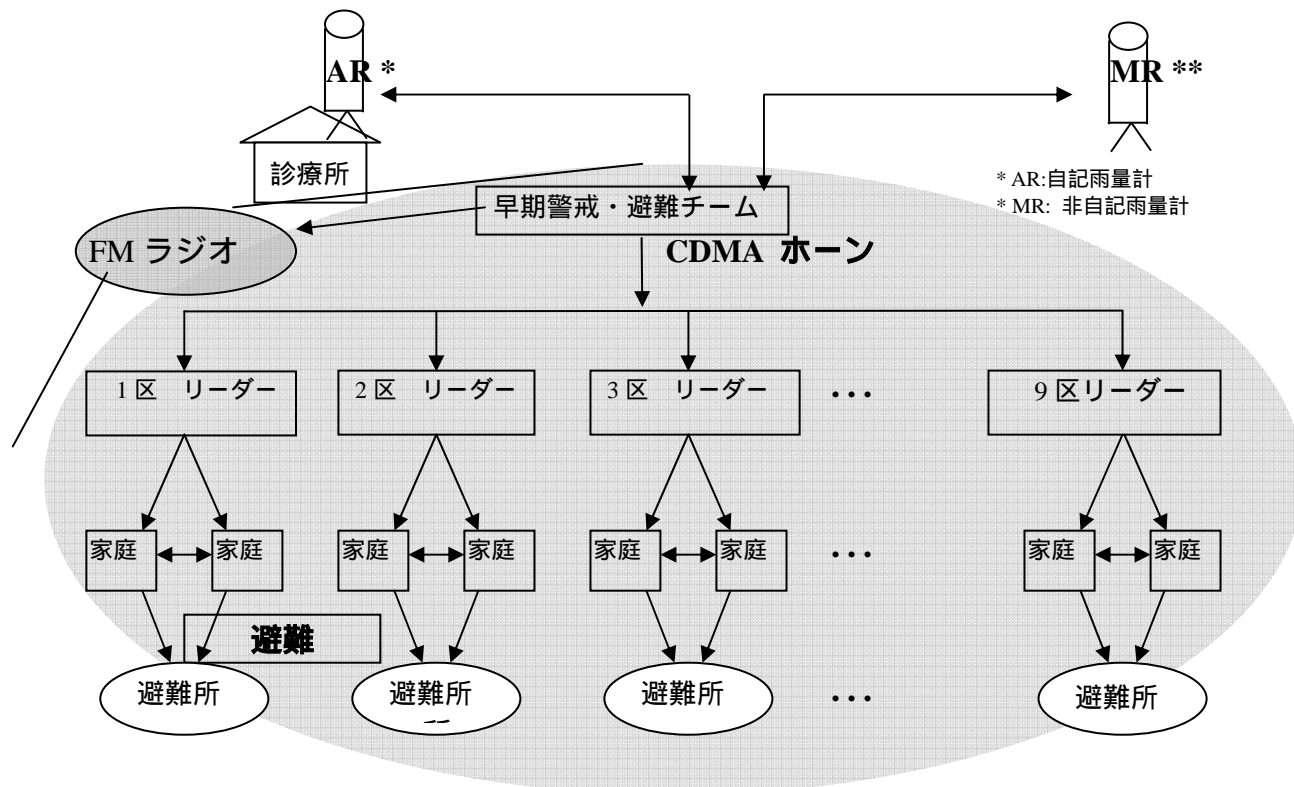 AR *
MR **
診療所
* AR:自記雨量計
* MR: 非自記雨量計
早期警戒・避難チーム
FM ラジオ
CDMA ホーン
1 区 リーダー
2 区 リーダー
3 区 リーダー
•••
9 区リーダー
家庭
家庭
家庭
家庭
家庭
家庭
•••
家庭
家庭
避難
避難所
避難所
避難所
•••
避難所